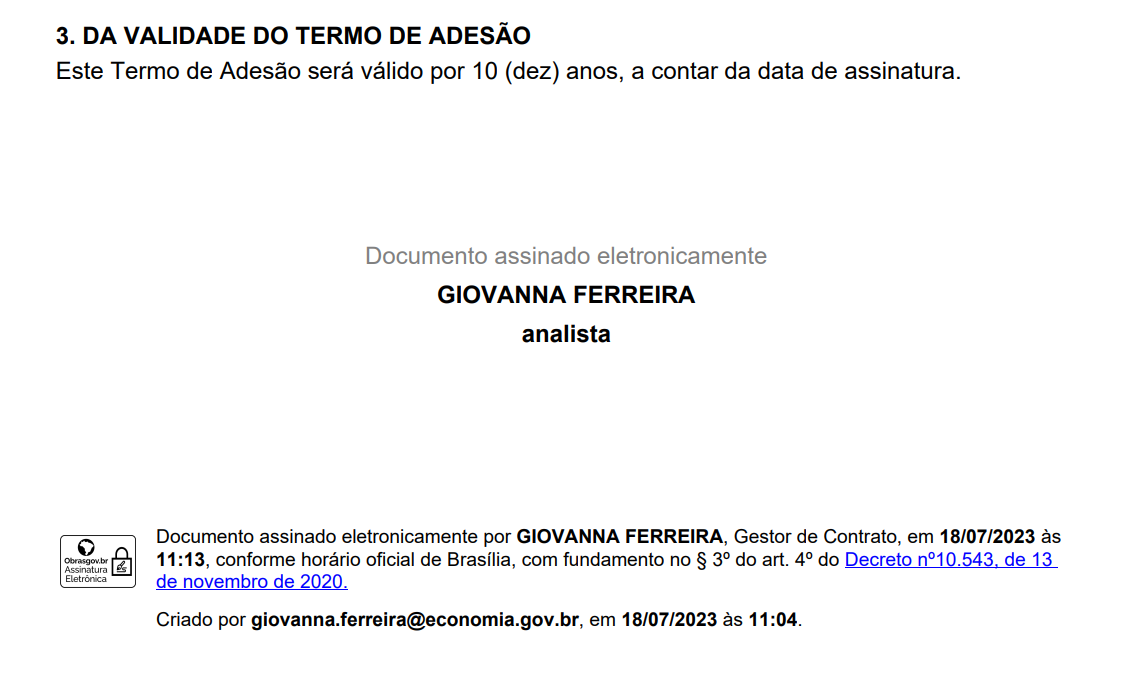 3. DA VALIDADE DO TERMO DE ADESÃO
Este Termo de Adesão será válido por 10 (dez) anos, a contar da data de assinatura.
Documento assinado eletronicamente
GIOVANNA FERREIRA
analista
Obrasgov.br
Assinatura
Eletrônica
Documento assinado eletronicamente por GIOVANNA FERREIRA, Gestor de Contrato, em 18/07/2023 às
11:13, conforme horário oficial de Brasília, com fundamento no § 3º do art. 4º do Decreto nº10.543, de 13
de novembro de 2020.
Criado por giovanna.ferreira@economia.gov.br, em 18/07/2023 às 11:04.